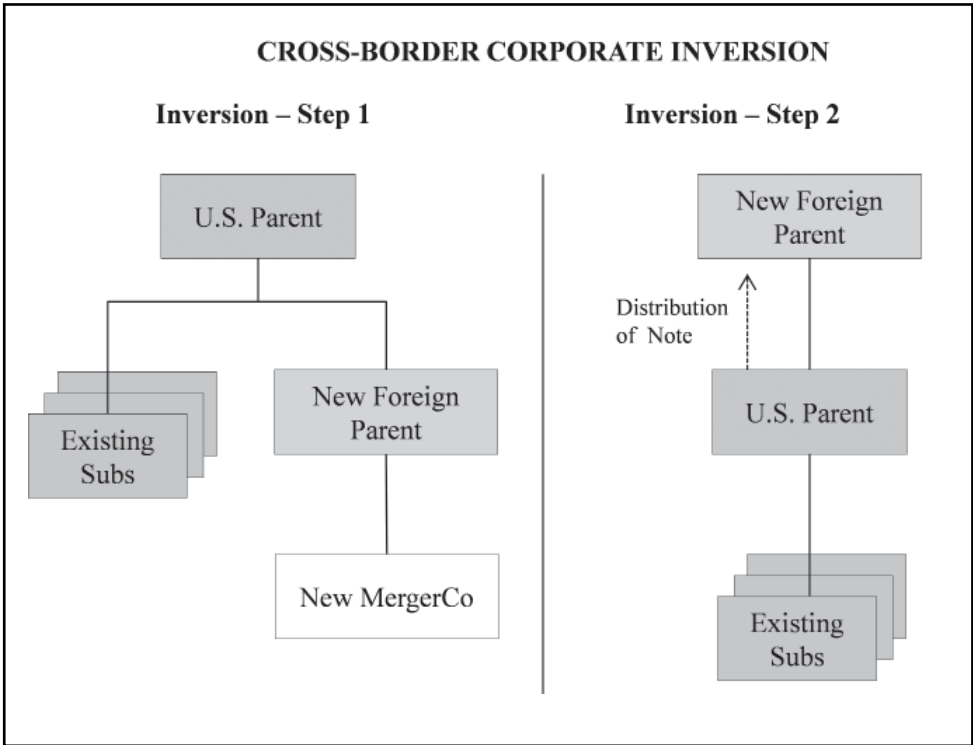 CROSS-BORDER CORPORATE INVERSION
Inversion – Step 1
U.S. Parent
Existing
Subs
New Foreign
Parent
New MergerCo
Inversion – Step 2
New Foreign
Parent
Distribution
of Note
U.S. Parent
Existing
Subs